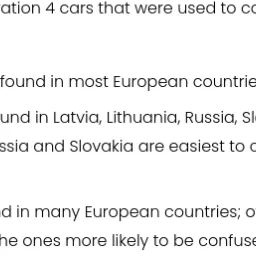 ation 4 cars that were used to co
found in most European countrie
und in Latvia, Lithuania, Russia, Sl
ssia and Slovakia are easiest to
d in many European countries; o
he ones more likely to be confuse